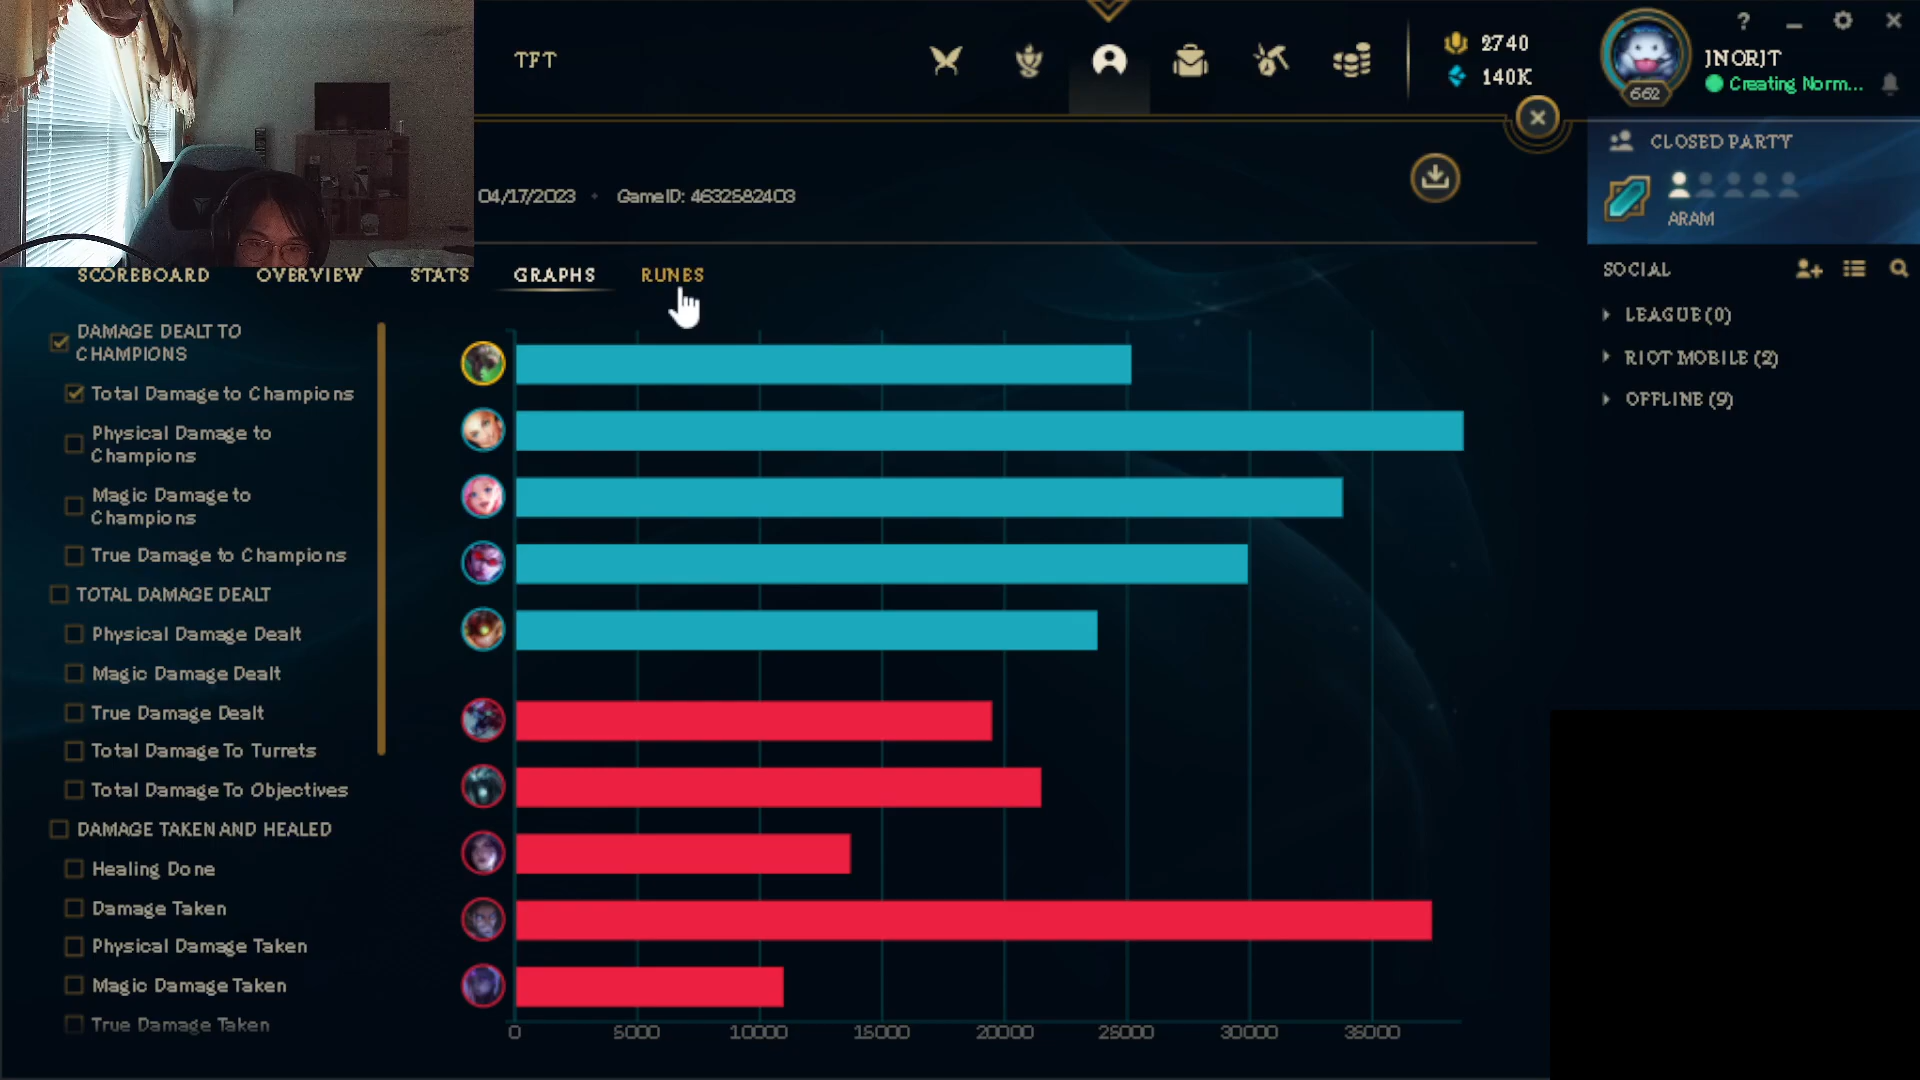 TFT
2740
140K
?
JNORJT
662
Creating Norm...
CLOSED PARTY
ARAM
04/17/2023 • GameID: 4632582403
SCOREBOARD OVERVIEW STATS GRAPHS RUNES
SOCIAL
LEAGUE (0)
RIOT MOBILE (2)
OFFLINE (9)
DAMAGE DEALT TO
CHAMPIONS
Total Damage to Champions
Physical Damage to
Champions
Magic Damage to
Champions
True Damage to Champions
TOTAL DAMAGE DEALT
Physical Damage Dealt
Magic Damage Dealt
True Damage Dealt
Total Damage To Turrets
Total Damage To Objectives
DAMAGE TAKEN AND HEALED
Healing Done
Damage Taken
Physical Damage Taken
Magic Damage Taken
True Damage Taken
0 5000 10000 15000 20000 25000 30000 35000